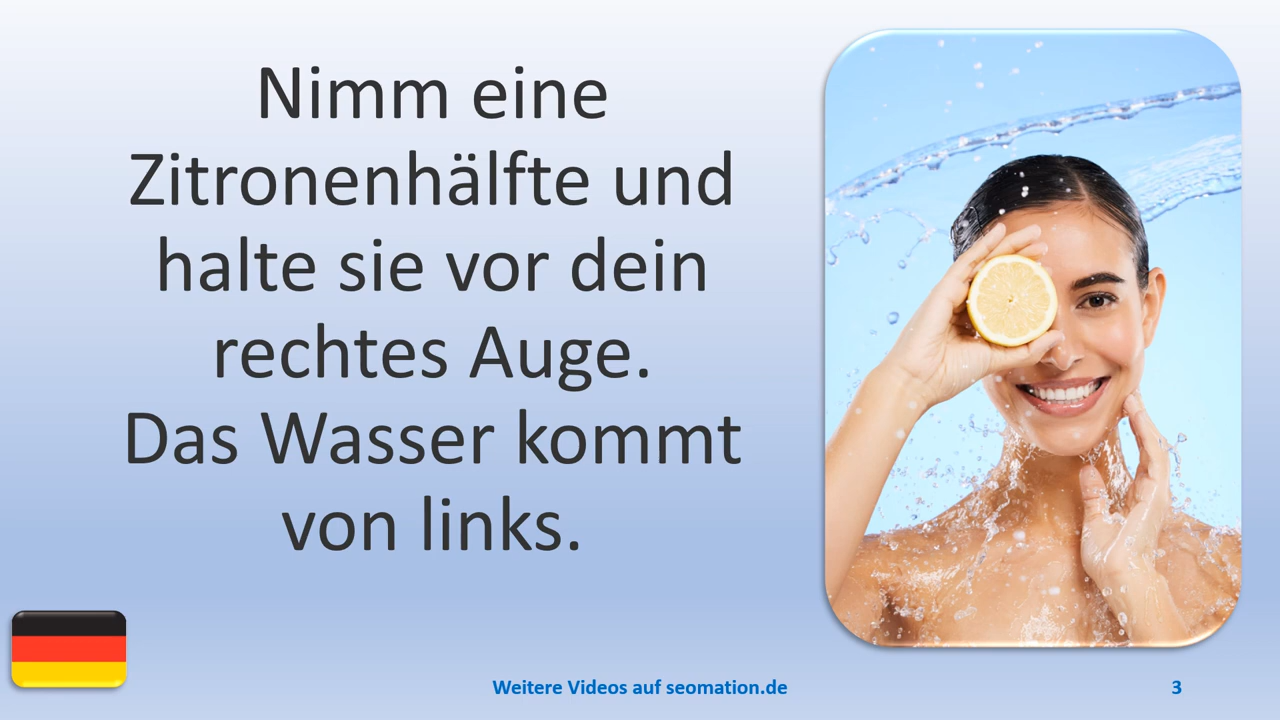 Nimm eine
Zitronenhälfte und
halte sie vor dein
rechtes Auge.
Das Wasser kommt
von links.
Weitere Videos auf seomation.de
3